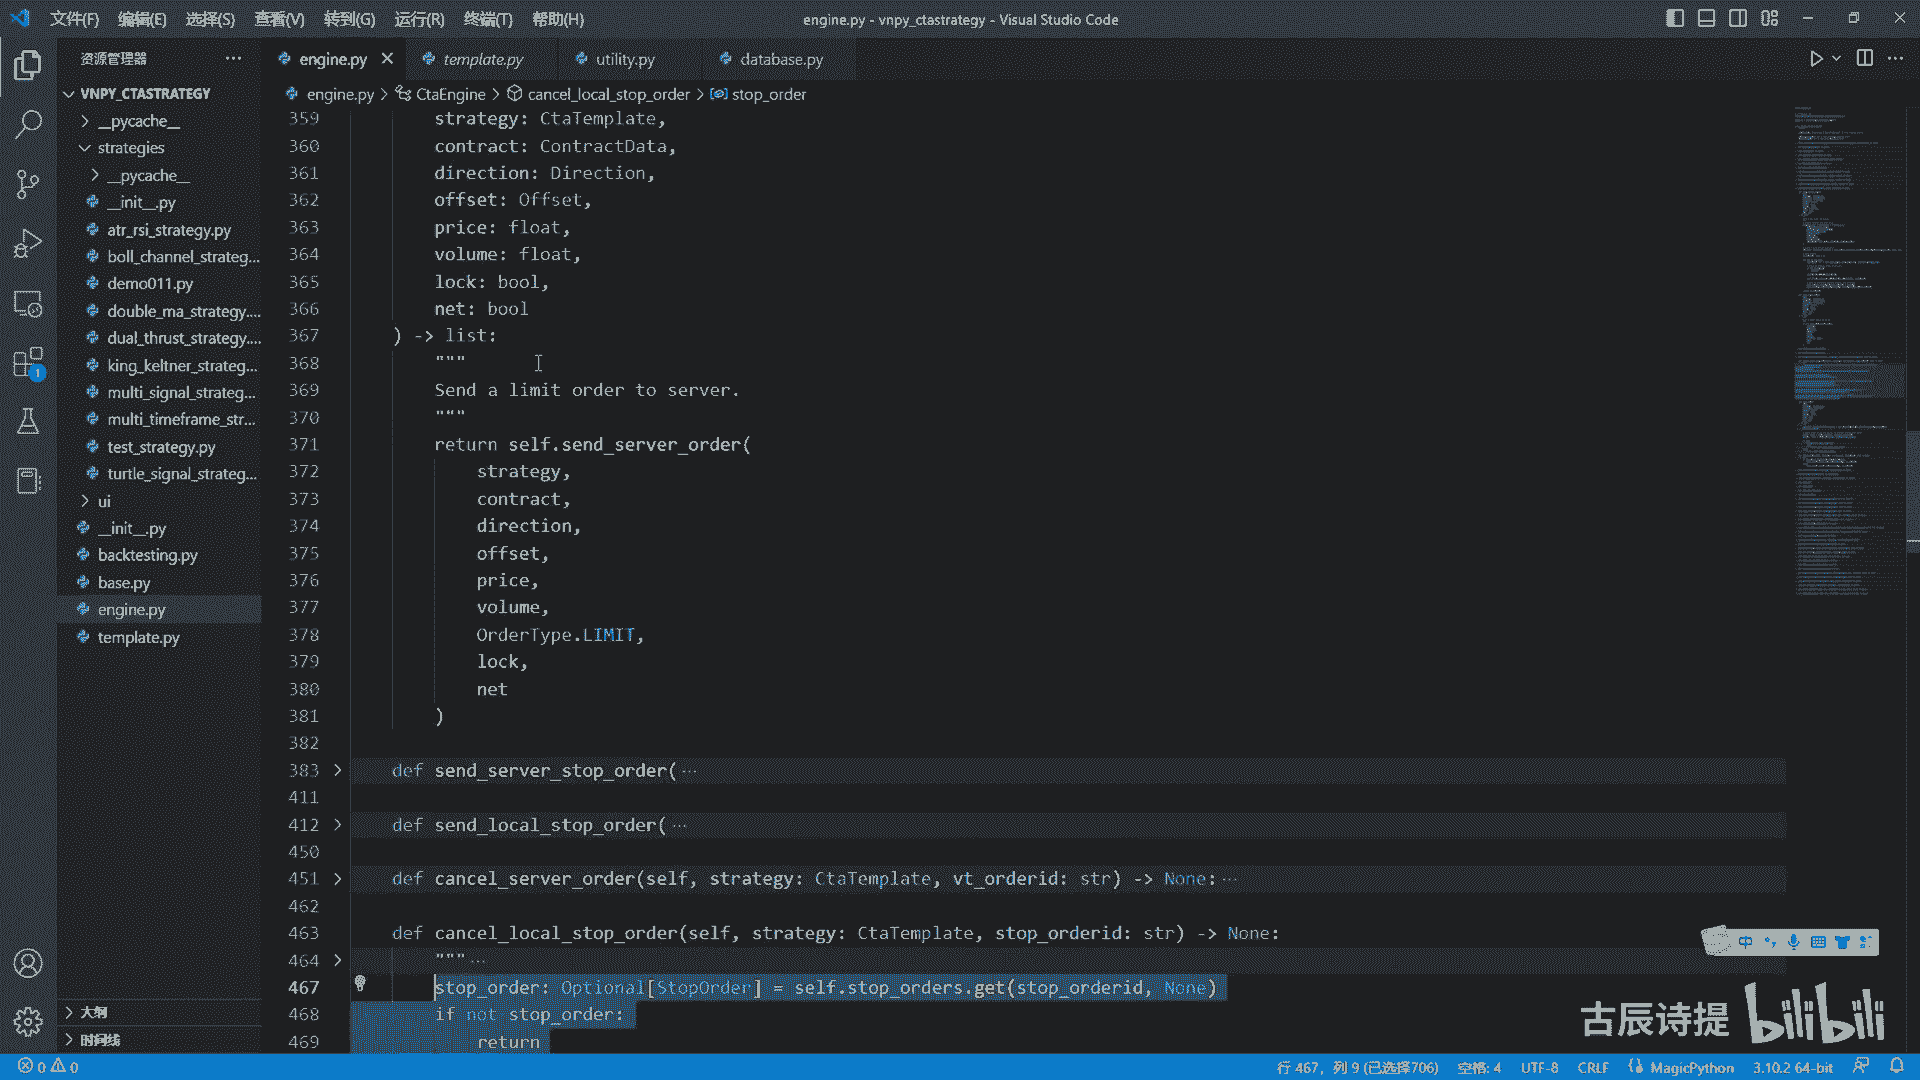 文件(F) 编辑(E) 选择(S) 查看(V) 转到(G) 运行(R) 终端(T) 帮助(H) engine.py - vnpy_ctastrategy - Visual Studio Code
资源管理器
engine.py template.py utility.py database.py
VNPY_CTASTRATEGY
engine.py > CtaEngine > cancel_local_stop_order > stop_order
__pycache__
strategies
__pycache__
__init__.py
atr_rsi_strategy.py
boll_channel_strateg...
demo011.py
double_ma_strategy....
dual_thrust_strategy....
king_keltner_strateg...
multi_signal_strateg...
multi_timeframe_str...
test_strategy.py
turtle_signal_strateg...
ui
__init__.py
backtesting.py
base.py
engine.py
template.py
大纲
时间线
1
359 strategy: CtaTemplate,
360 contract: ContractData,
361 direction: Direction,
362 offset: Offset,
363 price: float,
364 volume: float,
365 lock: bool,
366 net: bool
367 ) -> list:
368 """
369 Send a limit order to server.
370 """
371 return self.send_server_order(
372 strategy,
373 contract,
374 direction,
375 offset,
376 price,
377 volume,
378 OrderType.LIMIT,
379 lock,
380 net
381 )
382
383 def send_server_stop_order(...
411
412 def send_local_stop_order(...
450
451 def cancel_server_order(self, strategy: CtaTemplate, vt_orderid: str) -> None:...
462
463 def cancel_local_stop_order(self, strategy: CtaTemplate, stop_orderid: str) -> None:
464 """...
467 stop_order: Optional[StopOrder] = self.stop_orders.get(stop_orderid, None)
468 if not stop_order:
469 return
中
古辰诗提 bilibili
0 0 行 467，列 9 (已选择706) 空格: 4 UTF-8 CRLF MagicPython 3.10.2 64-bit